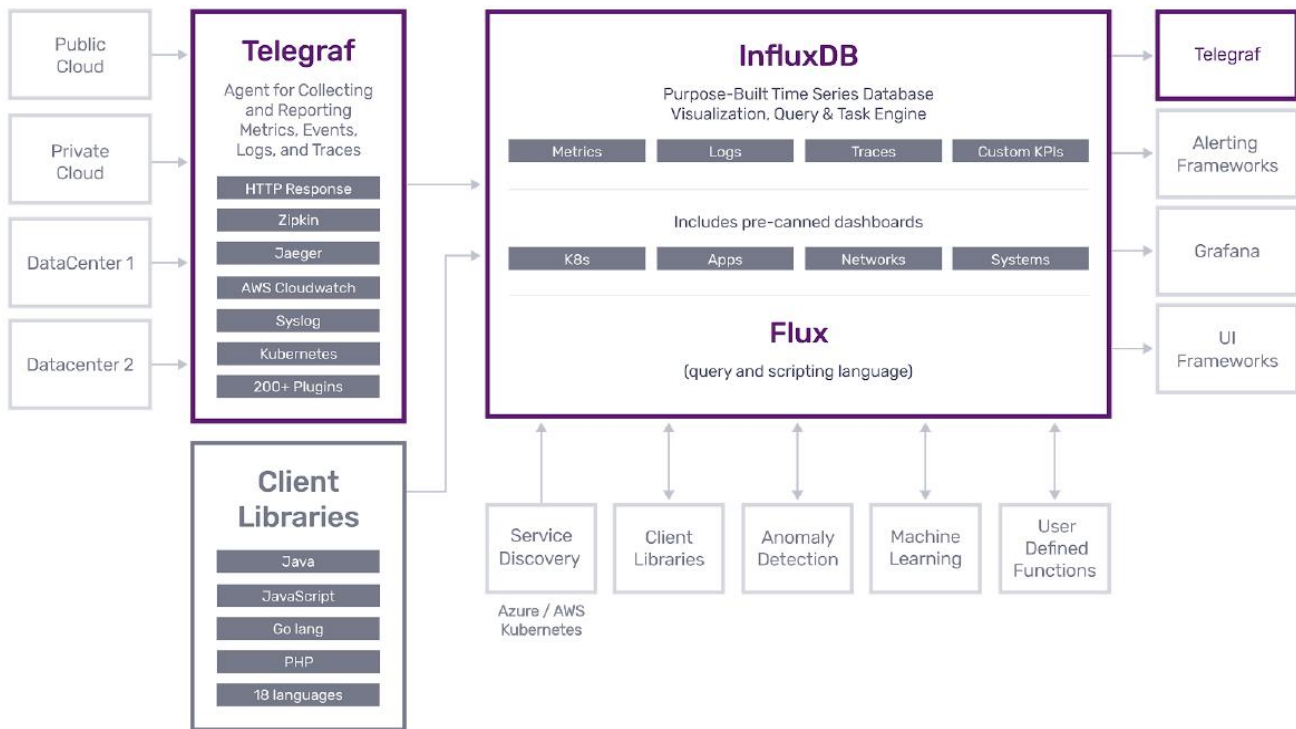 Public
Cloud
Private
Cloud
DataCenter 1
Datacenter 2
Telegraf
Agent for Collecting
and Reporting
Metrics, Events,
Logs, and Traces
HTTP Response
Zipkin
Jaeger
AWS Cloudwatch
Syslog
Kubernetes
200+ Plugins
Client
Libraries
Java
JavaScript
Go lang
PHP
18 languages
InfluxDB
Purpose-Built Time Series Database
Visualization, Query & Task Engine
Metrics
Logs
Traces
Custom KPIs
Includes pre-canned dashboards
K8s
Apps
Networks
Systems
Flux
(query and scripting language)
Service
Discovery
Azure / AWS
Kubernetes
Client
Libraries
Anomaly
Detection
Machine
Learning
User
Defined
Functions
Telegraf
Alerting
Frameworks
Grafana
UI
Frameworks